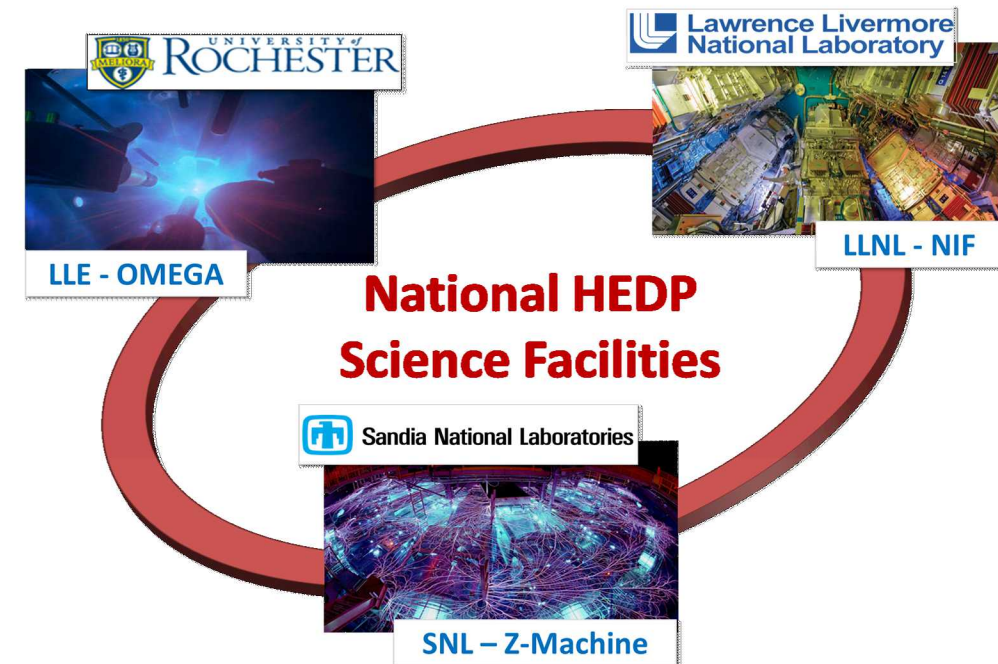 UNIVERSITY of
ROCHESTER
MELIORA
LLE - OMEGA
Lawrence Livermore
National Laboratory
LLNL - NIF
National HEDP
Science Facilities
Sandia National Laboratories
SNL – Z-Machine